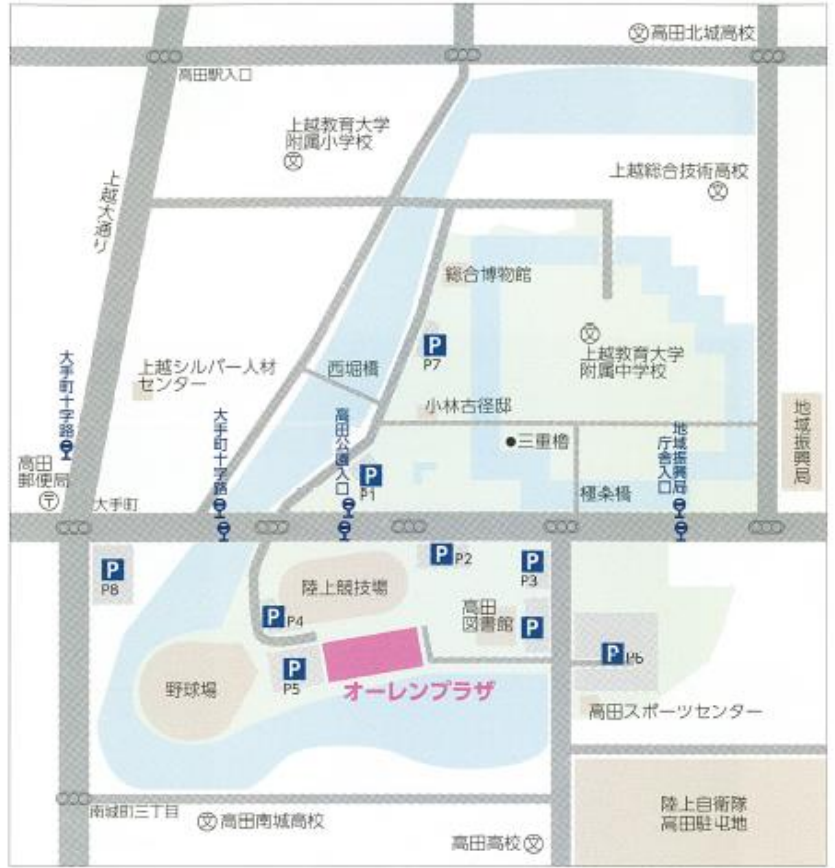 高田北城高校
高田駅入口
上越教育大学
附属小学校
上越総合技術高校
上越大通り
総合博物館
P
P7
上越教育大学
附属中学校
大手町十字路
上越シルバー人材
センター
西堀橋
小林古径邸
三重櫓
大手町十字路
高田公園入口
地域振興局
庁舎入口
地域振興局
高田
郵便局
〒
大手町
P
P1
極楽橋
P
P8
陸上競技場
P
P2
P
P3
P
P4
高田
図書館
P
P
P6
野球場
P
P5
オーレンプラザ
高田スポーツセンター
南城町三丁目
高田南城高校
高田高校
陸上自衛隊
高田駐屯地
文
文
文
文
文
文